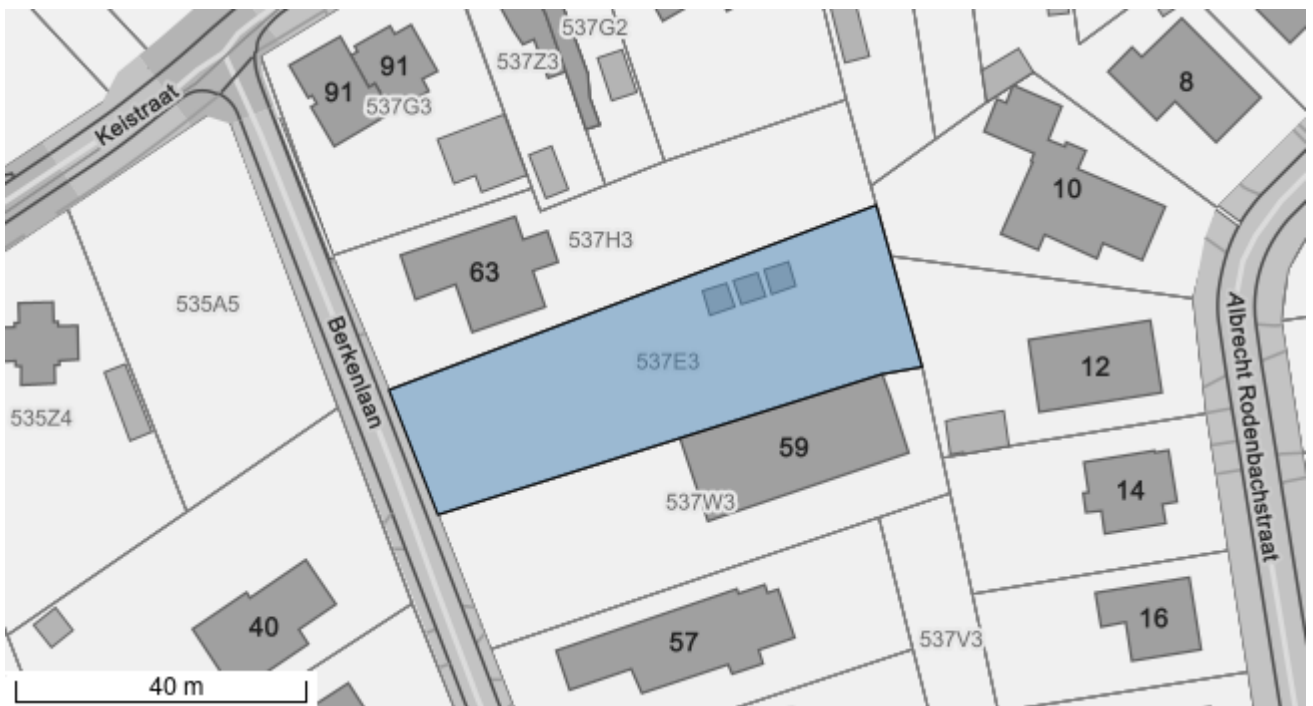 537G2
537Z3
91
91
537G3
8
Keistraat
10
537H3
63
535A5
Berkenlaan
537E3
Albrecht Rodenbachstraat
12
535Z4
59
14
537W3
40
57
537V3
16
40 m